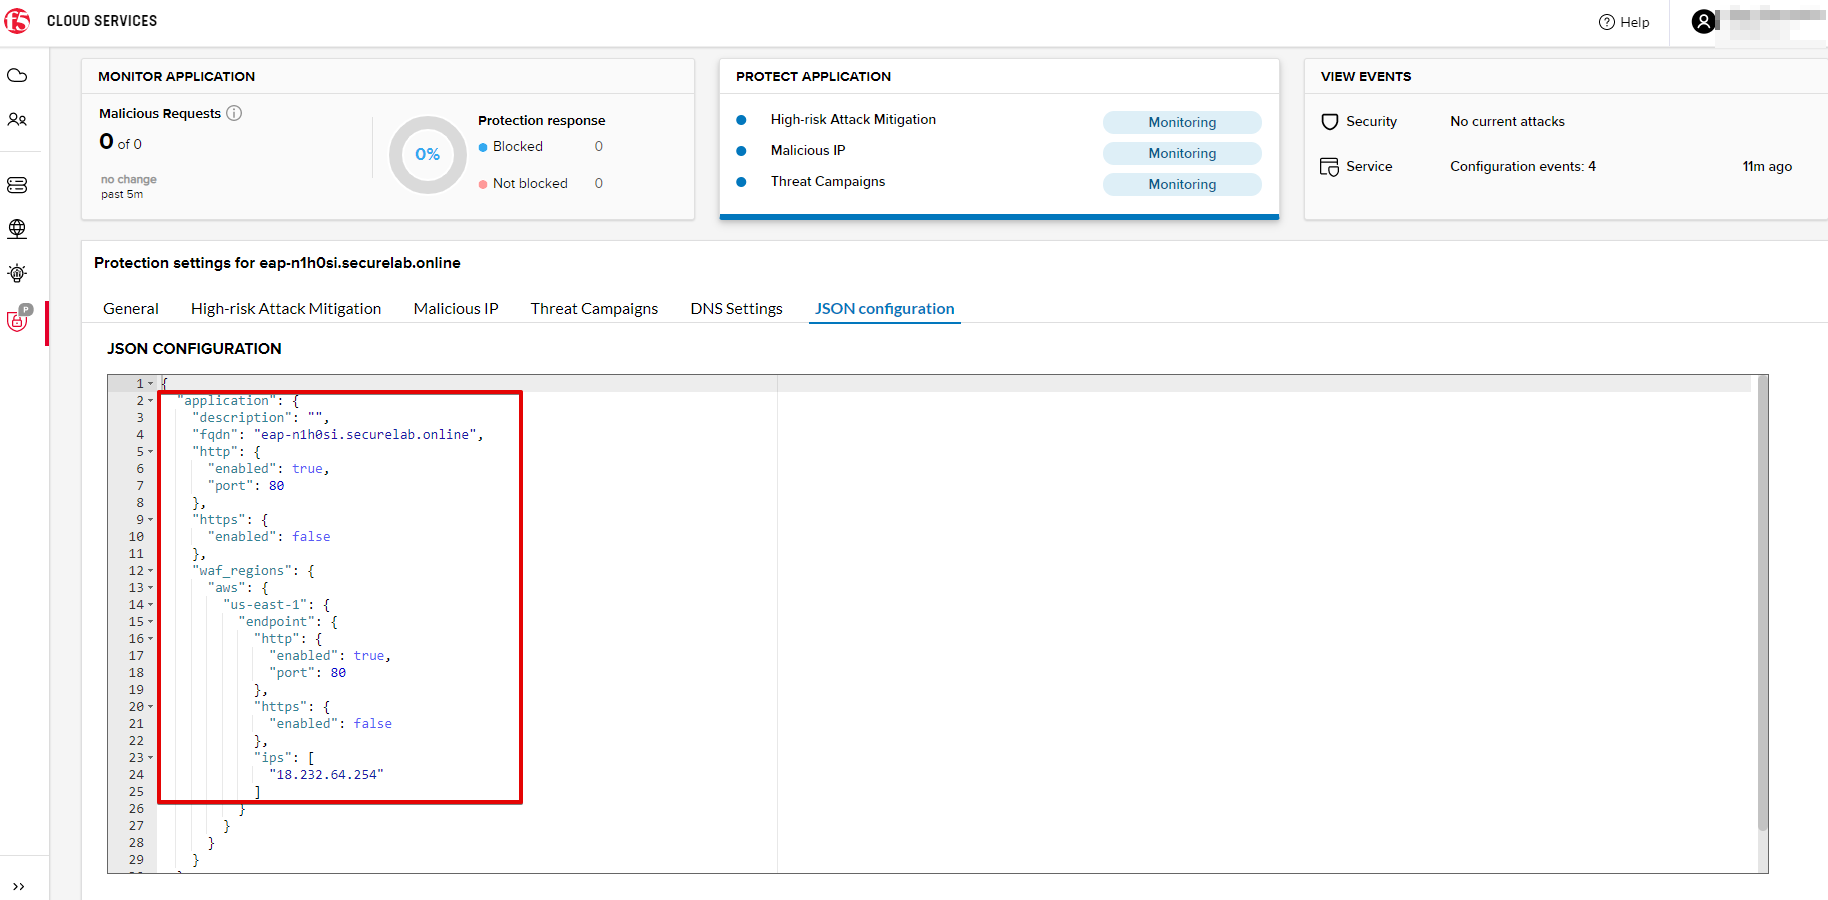 f5 CLOUD SERVICES
Help
MONITOR APPLICATION
Malicious Requests
0 of 0
no change
past 5m
0%
Protection response
Blocked 0
Not blocked 0
PROTECT APPLICATION
High-risk Attack Mitigation Monitoring
Malicious IP Monitoring
Threat Campaigns Monitoring
VIEW EVENTS
Security No current attacks
Service Configuration events: 4 11m ago
P
Protection settings for eap-n1h0si.securelab.online
General High-risk Attack Mitigation Malicious IP Threat Campaigns DNS Settings JSON configuration
JSON CONFIGURATION
1 {
2 "application": {
3 "description": "",
4 "fqdn": "eap-n1h0si.securelab.online",
5 "http": {
6 "enabled": true,
7 "port": 80
8 },
9 "https": {
10 "enabled": false
11 },
12 "waf_regions": {
13 "aws": {
14 "us-east-1": {
15 "endpoint": {
16 "http": {
17 "enabled": true,
18 "port": 80
19 },
20 "https": {
21 "enabled": false
22 },
23 "ips": [
24 "18.232.64.254"
25 ]
26 }
27 }
28 }
29 }